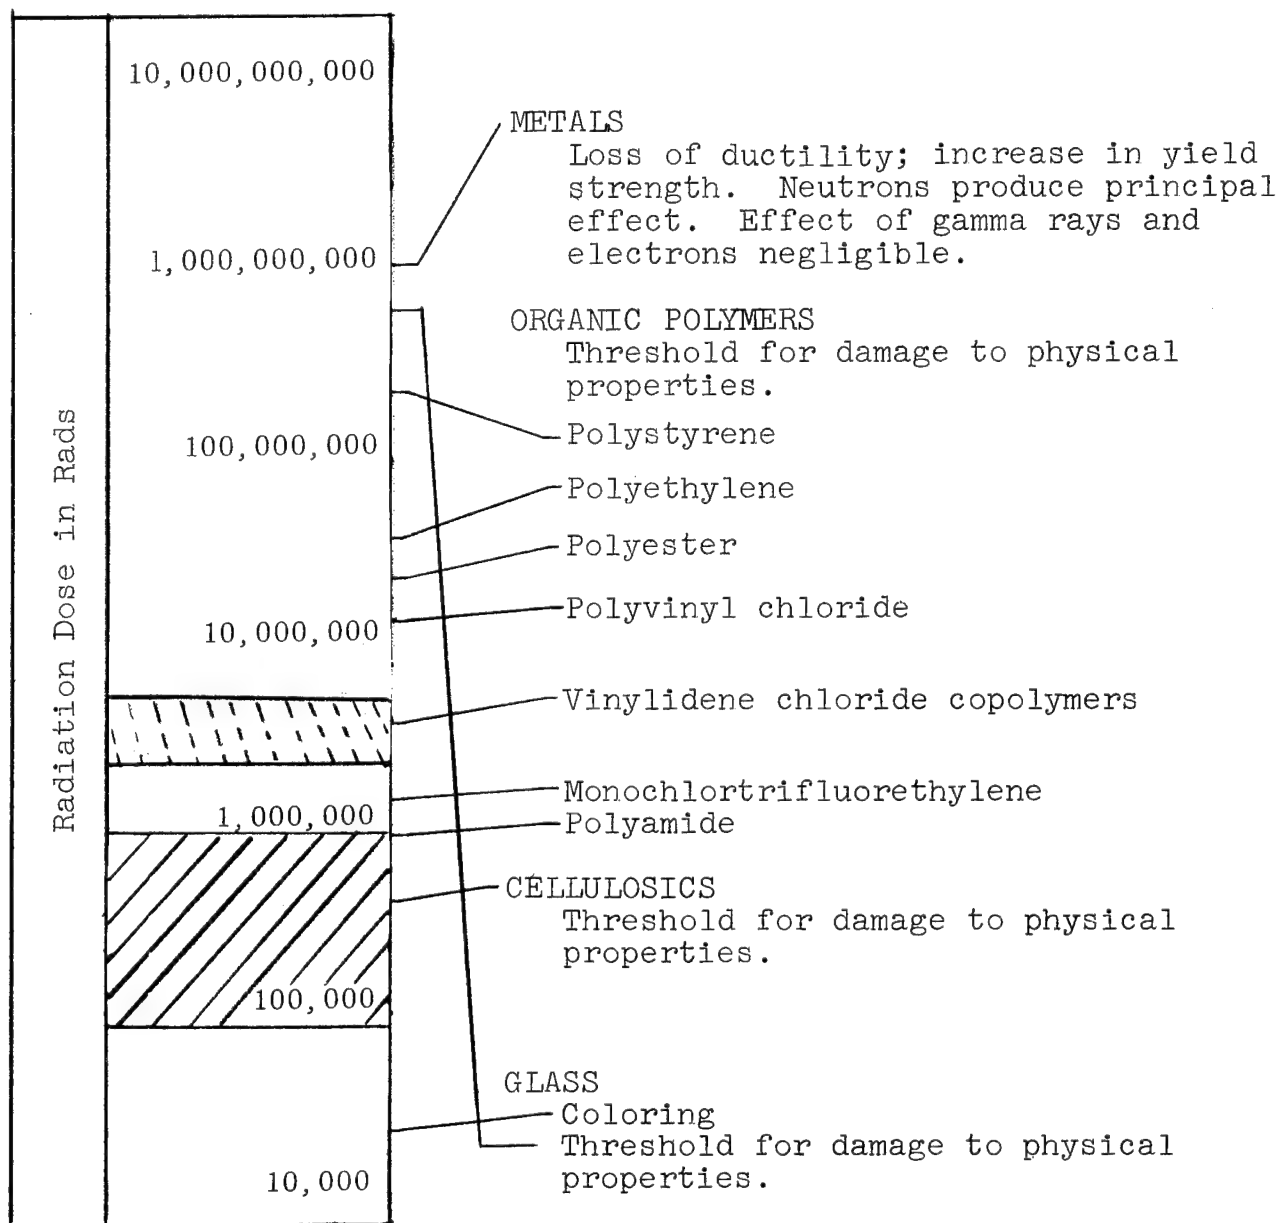 Radiation Dose in Rads
10,000,000,000
METALS
Loss of ductility; increase in yield
strength. Neutrons produce principal
effect. Effect of gamma rays and
electrons negligible.
1,000,000,000
ORGANIC POLYMERS
Threshold for damage to physical
properties.
Polystyrene
100,000,000
Polyethylene
Polyester
Polyvinyl chloride
10,000,000
Vinylidene chloride copolymers
Monochlortrifluorethylene
1,000,000
Polyamide
CELLULOSICS
Threshold for damage to physical
properties.
100,000
GLASS
Coloring
Threshold for damage to physical
properties.
10,000